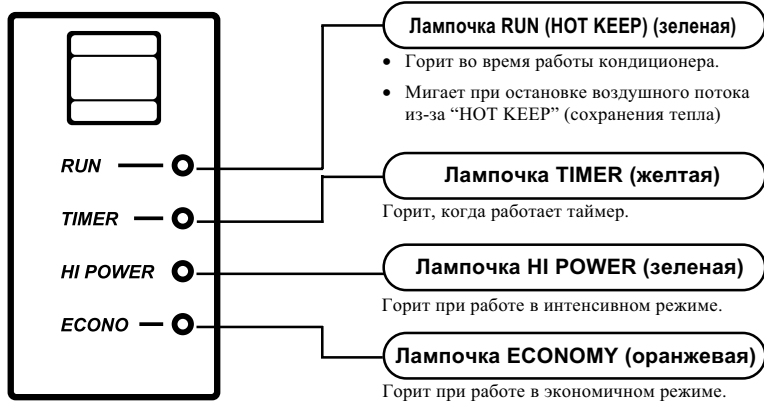 Лампочка RUN (HOT KEEP) (зеленая)
• Горит во время работы кондиционера.
• Мигает при остановке воздушного потока
из-за “HOT KEEP” (сохранения тепла)
RUN
Лампочка TIMER (желтая)
Горит, когда работает таймер.
TIMER
Лампочка HI POWER (зеленая)
Горит при работе в интенсивном режиме.
HI POWER
Лампочка ECONOMY (оранжевая)
Горит при работе в экономичном режиме.
ECONO